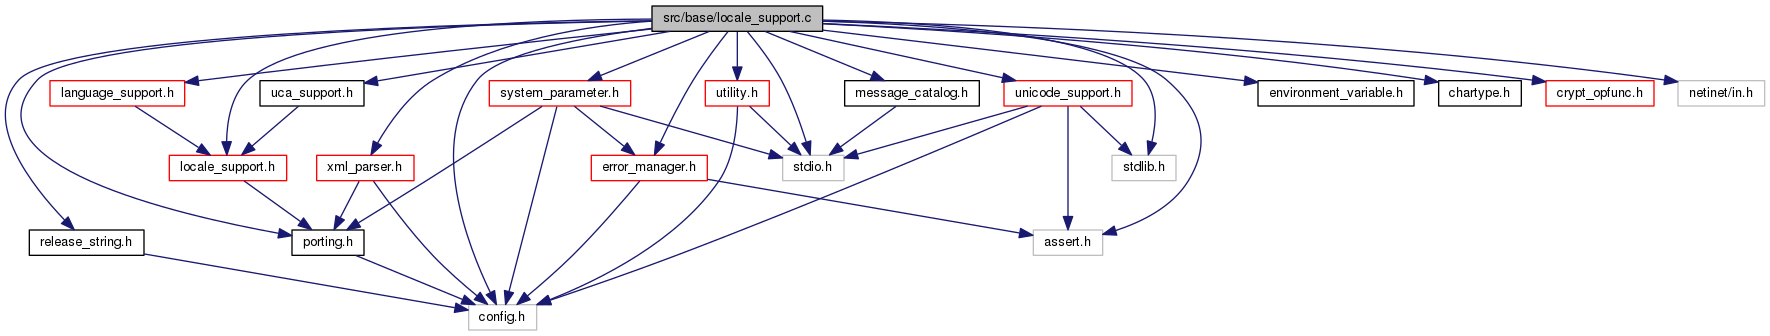 src/base/locale_support.c
language_support.h
uca_support.h
system_parameter.h
utility.h
message_catalog.h
unicode_support.h
environment_variable.h
chartype.h
crypt_opfunc.h
netinet/in.h
locale_support.h
xml_parser.h
error_manager.h
stdio.h
stdlib.h
release_string.h
porting.h
assert.h
config.h